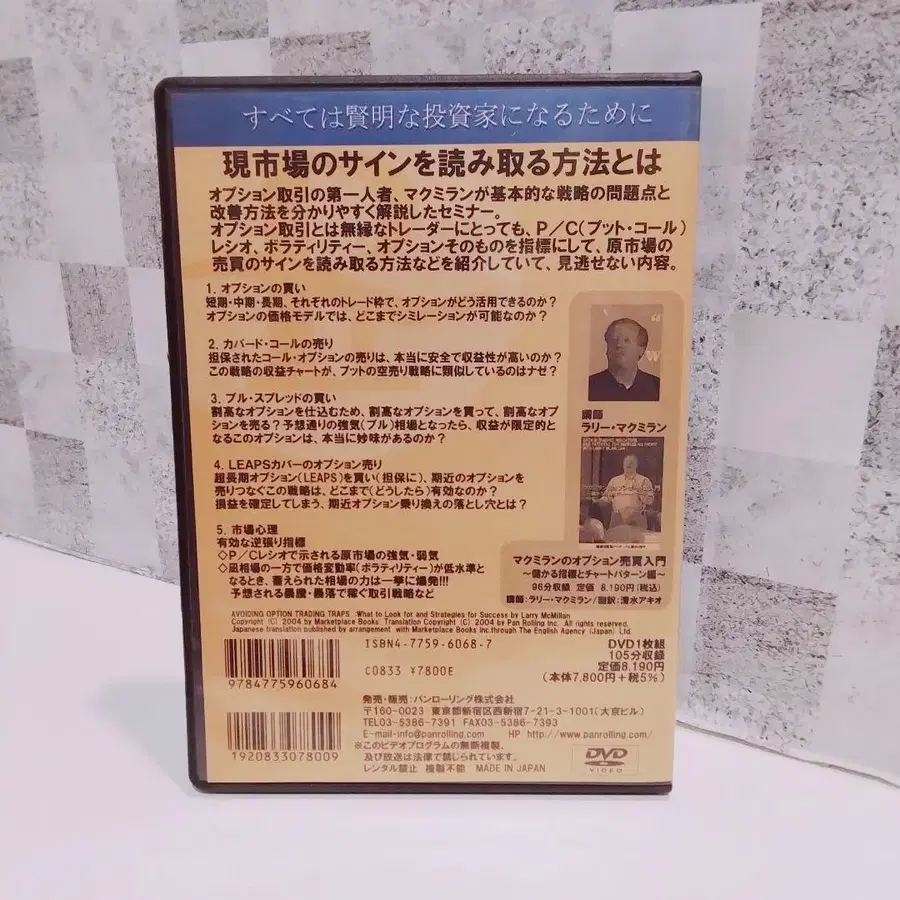 すべては賢明な投資家になるために
現市場のサインを読み取る方法とは
オプション取引の第一人者、マクミランが基本的な戦略の問題点と
改善方法を分かりやすく解説したセミナー。
オプション取引とは無縁なトレーダーにとっても、P/C(プット・コール)
レシオ、ボラティリティー、オプションそのものを指標にして、原市場の
売買のサインを読み取る方法などを紹介していて、見逃せない内容。
1. オプションの買い
短期・中期・長期、それぞれのトレード枠で、オプションがどう活用できるのか?
オプションの価格モデルでは、どこまでシミレーションが可能なのか?
2. カバード・コールの売り
担保されたコール・オプションの売りは、本当に安全で収益性が高いのか?
この戦略の収益チャートが、プットの空売り戦略に類似しているのはナゼ?
3. ブル・スプレッドの買い
割高なオプションを仕込むため、割高なオプションを買って、割高なオプ
ションを売る?予想通りの強気(ブル)相場となったら、収益が限定的と
なるこのオプションは、本当に妙味があるのか?
4. LEAPSカバーのオプション売り
超長期オプション(LEAPS)を買い(担保に)、期近のオプションを
売りつなぐこの戦略は、どこまで(どうしたら)有効なのか?
損益を確定してしまう、期近オプション乗り換えの落とし穴とは?
5. 市場心理
有効な逆張り指標
◇P/Cレシオで示される原市場の強気・弱気
◇凪相場の一方で価格変動率(ボラティリティー)が低水準と
なるとき、蓄えられた相場の力は一挙に爆発!!!
予想される暴騰・暴落で稼ぐ取引戦略など
講師
ラリー・マクミラン
マクミランのオプション売買入門
~儲かる指標とチャートパターン編~
96分収録 定価 8,190円(税込)
講師:ラリー・マクミラン/翻訳:清水アキオ
AVOIDING OPTION TRADING TRAPS :What to Look for and Strategies for Success by Larry McMillan
Copyright (C) 2004 by Marketplace Books Translation Copyright (C) 2004 by Pan Rolling Inc. All rights reserved.
Japanese translation published by arrangement with Marketplace Books inc.through The English Agency (Japan) Ltd.
ISBN4-7759-6068-7
C0833 ¥7800E
9784775960684
DVD1枚組
105分収録
定価8,190円
(本体7,800円+税5%)
1920833078009
発売・販売:パンローリング株式会社
〒160-0023 東京都新宿区西新宿7-21-3-1001(大京ビル)
TEL03-5386-7391 FAX03-5386-7393
E-mail-info@panrolling.com HP http://www.panrolling.com/
※このビデオプログラムの無断複製、
及び放送は法律で禁じられています。
レンタル禁止 複製不能 MADE IN JAPAN
DVD
VIDEO